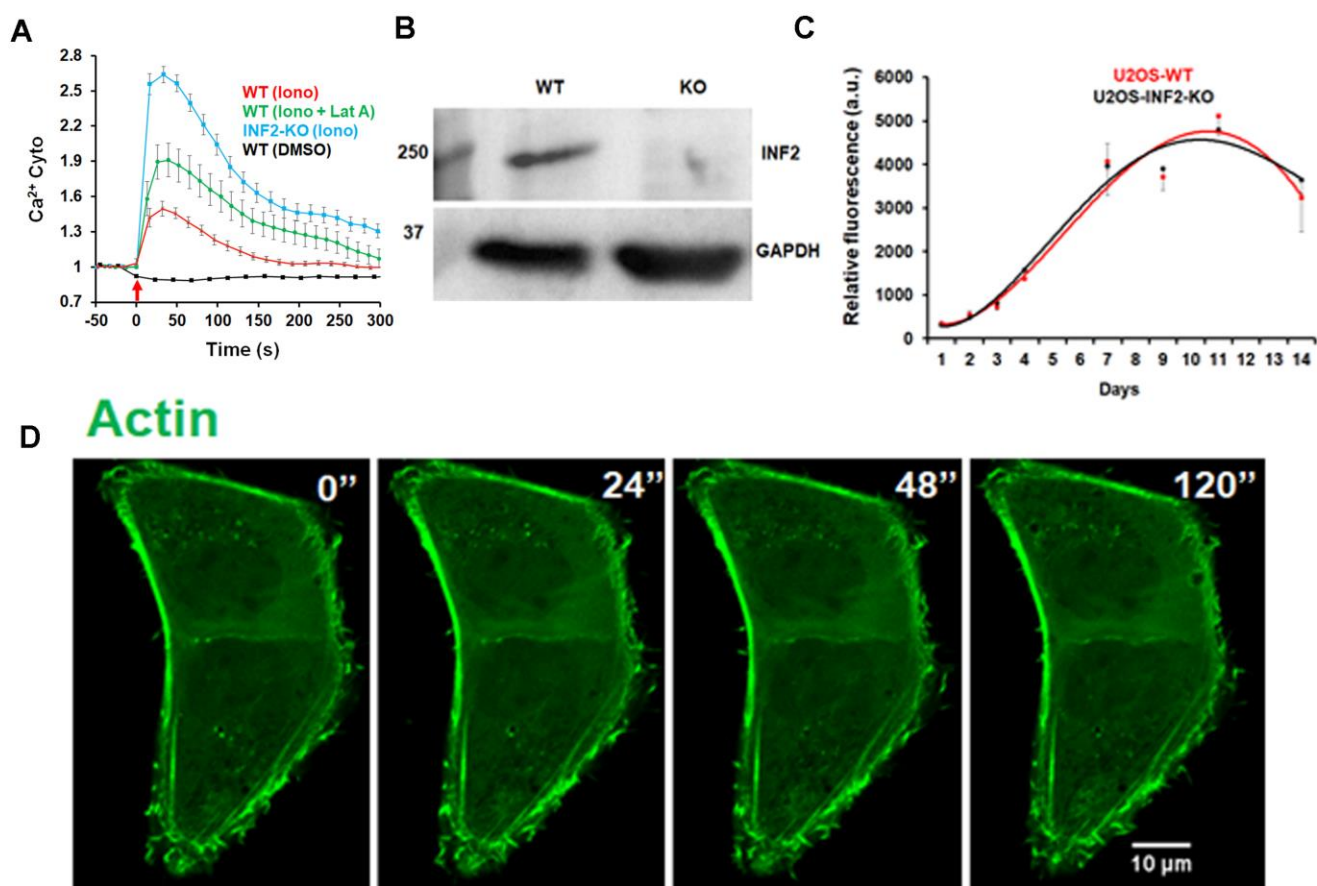 A
Ca²⁺ Cyto
2.8
2.5
2.2
1.9
1.6
1.3
1
0.7
WT (Iono)
WT (Iono + Lat A)
INF2-KO (Iono)
WT (DMSO)
-50 0 50 100 150 200 250 300
Time (s)
B
WT KO
250
INF2
37
GAPDH
C
Relative fluorescence (a.u.)
6000
5000
4000
3000
2000
1000
0
U2OS-WT
U2OS-INF2-KO
1 2 3 4 5 6 7 8 9 10 11 12 13 14
Days
D
Actin
0” 24” 48” 120”
10 µm